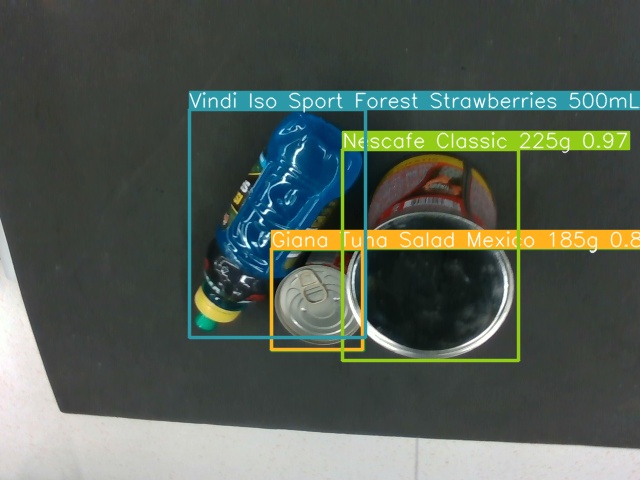 Vindi Iso Sport Forest Strawberries 500mL
Nescafe Classic 225g 0.97
Giana Tuna Salad Mexico 185g 0.8